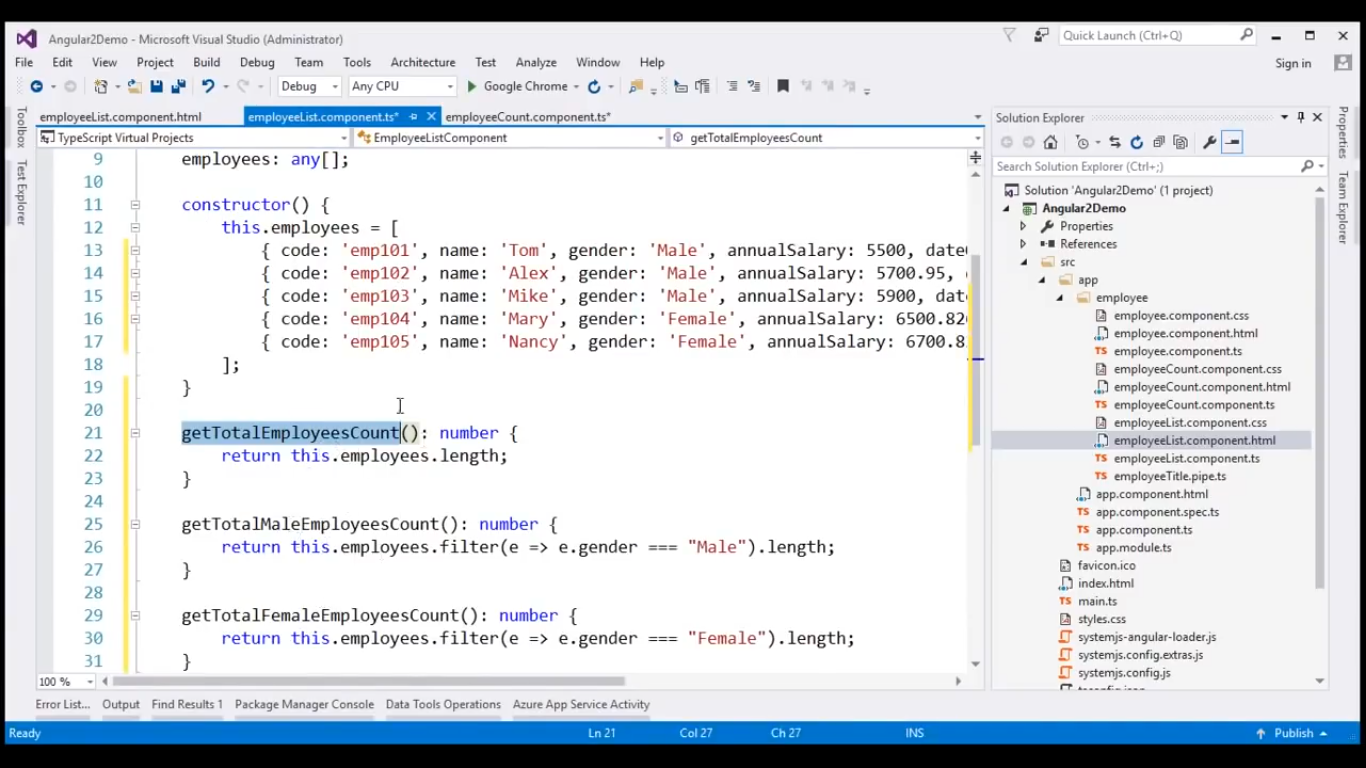 Angular2Demo - Microsoft Visual Studio (Administrator)
Quick Launch (Ctrl+Q)
File Edit View Project Build Debug Team Tools Architecture Test Analyze Window Help
Sign in
Debug Any CPU Google Chrome
Toolbox
Test Explorer
employeeList.component.html employeeList.component.ts* employeeCount.component.ts*
TypeScript Virtual Projects EmployeeListComponent getTotalEmployeesCount
9 employees: any[];
10
11 constructor() {
12 this.employees = [
13 { code: 'emp101', name: 'Tom', gender: 'Male', annualSalary: 5500,
14 { code: 'emp102', name: 'Alex', gender: 'Male', annualSalary: 5700.95,
15 { code: 'emp103', name: 'Mike', gender: 'Male', annualSalary: 5900, dat
16 { code: 'emp104', name: 'Mary', gender: 'Female', annualSalary: 6500.82
17 { code: 'emp105', name: 'Nancy', gender: 'Female', annualSalary: 6700.8
18 ];
19 }
20
21 getTotalEmployeesCount(): number {
22 return this.employees.length;
23 }
24
25 getTotalMaleEmployeesCount(): number {
26 return this.employees.filter(e => e.gender === "Male").length;
27 }
28
29 getTotalFemaleEmployeesCount(): number {
30 return this.employees.filter(e => e.gender === "Female").length;
31 }
100 %
Solution Explorer
Search Solution Explorer (Ctrl+;)
Solution 'Angular2Demo' (1 project)
Angular2Demo
Properties
References
src
app
employee
employee.component.css
employee.component.html
employee.component.ts
employeeCount.component.css
employeeCount.component.html
employeeCount.component.ts
employeeList.component.css
employeeList.component.html
employeeList.component.ts
employeeTitle.pipe.ts
app.component.html
app.component.spec.ts
app.component.ts
app.module.ts
favicon.ico
index.html
main.ts
styles.css
systemjs-angular-loader.js
systemjs.config.extras.js
systemjs.config.js
Properties
Team Explorer
Error List... Output Find Results 1 Package Manager Console Data Tools Operations Azure App Service Activity
Ready Ln 21 Col 27 Ch 27 INS Publish